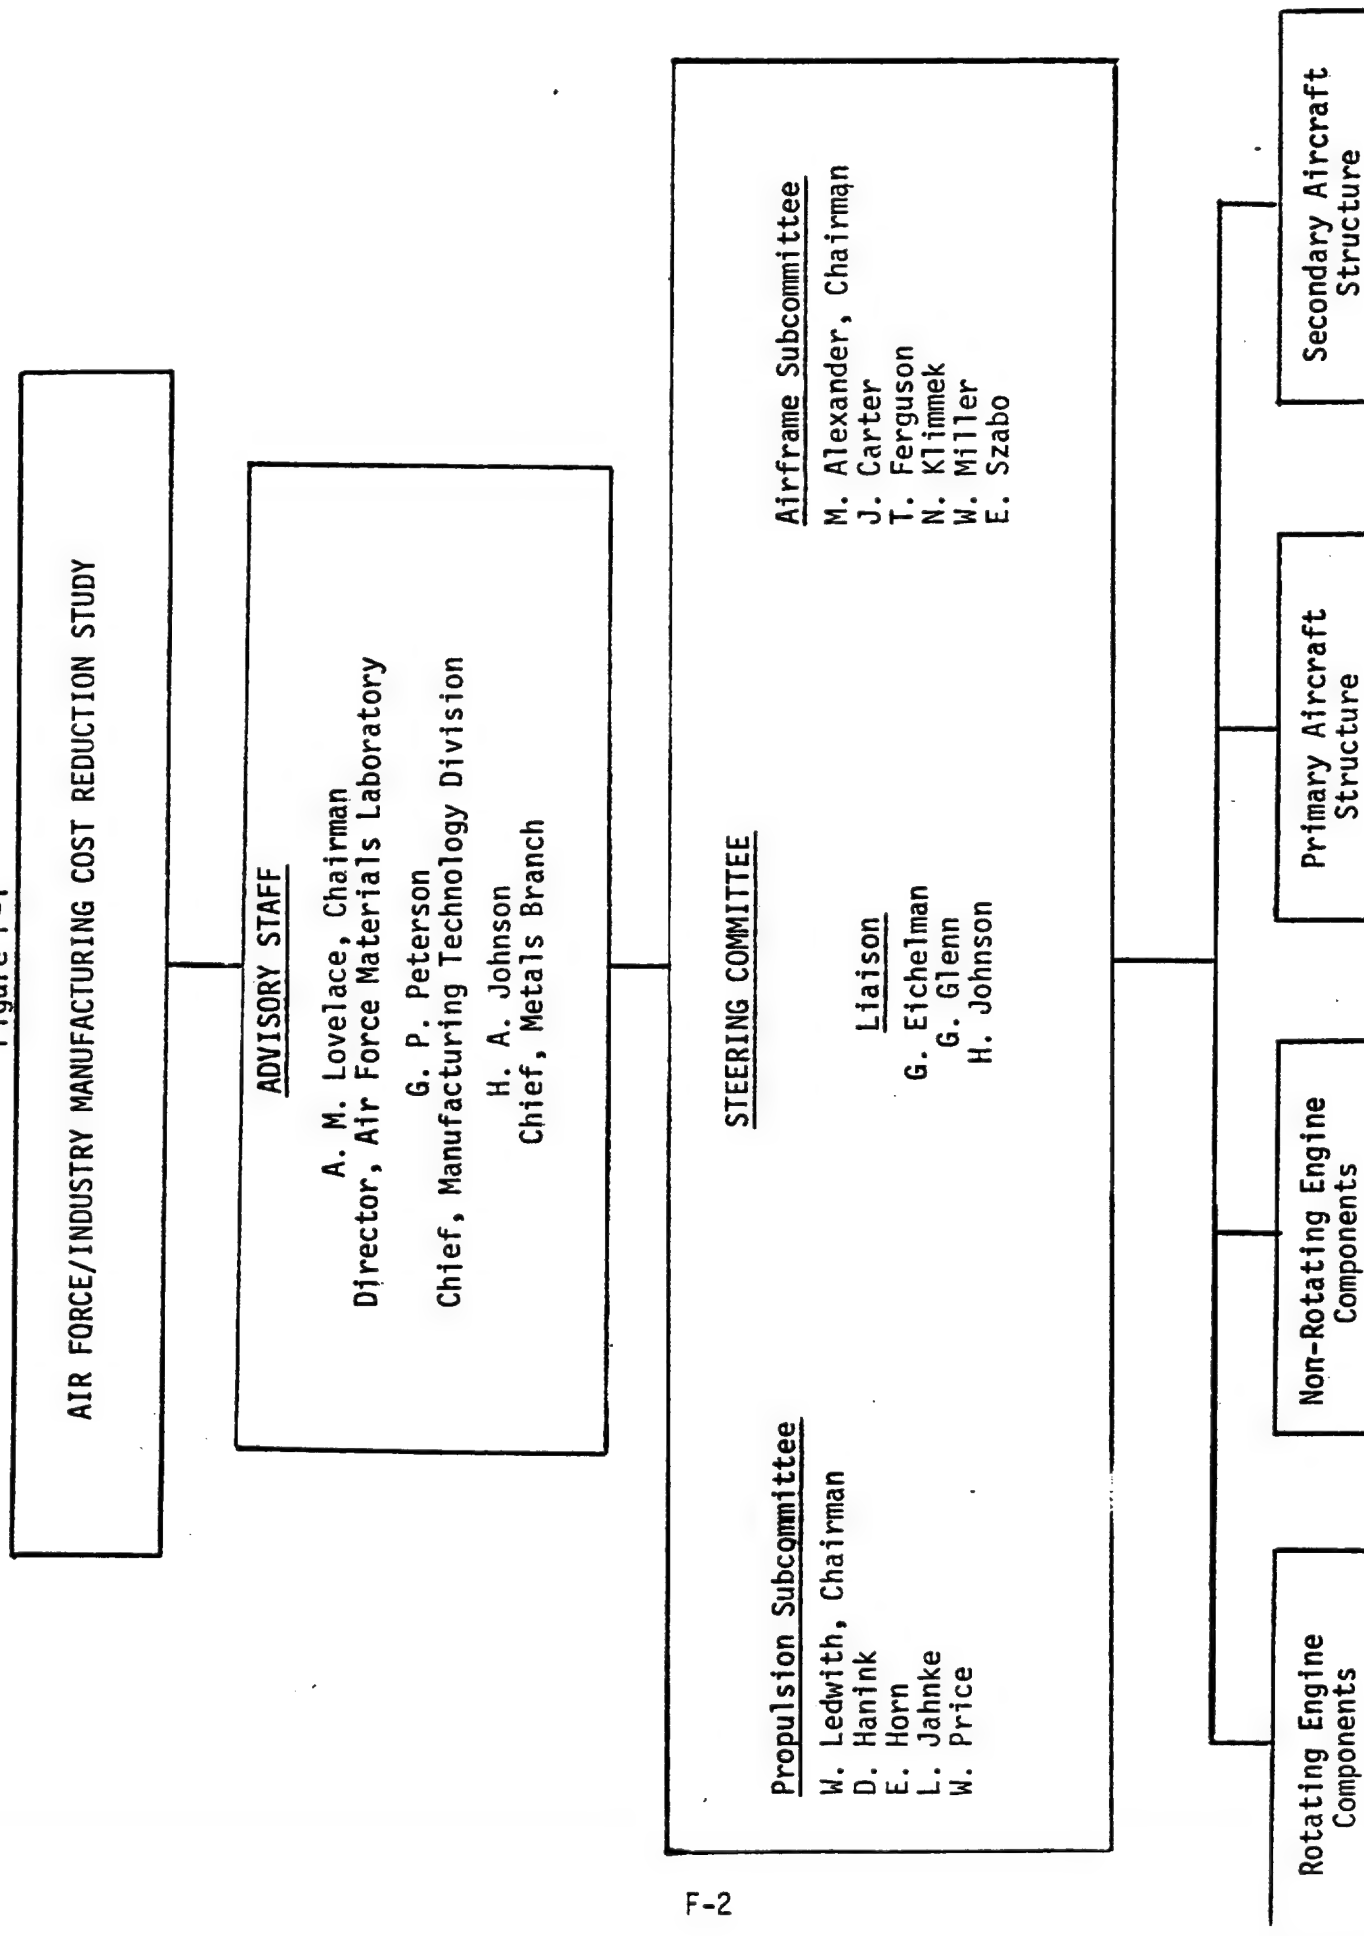 AIR FORCE/INDUSTRY MANUFACTURING COST REDUCTION STUDY
ADVISORY STAFF
A. M. Lovelace, Chairman
Director, Air Force Materials Laboratory
G. P. Peterson
Chief, Manufacturing Technology Division
H. A. Johnson
Chief, Metals Branch
STEERING COMMITTEE
Propulsion Subcommittee
W. Ledwith, Chairman
D. Hanink
E. Horn
L. Jahnke
W. Price
Liaison
G. Eichelman
G. Glenn
H. Johnson
Airframe Subcommittee
M. Alexander, Chairman
J. Carter
T. Ferguson
N. Klimmek
W. Miller
E. Szabo
Rotating Engine
Components
Non-Rotating Engine
Components
Primary Aircraft
Structure
Secondary Aircraft
Structure
F-2